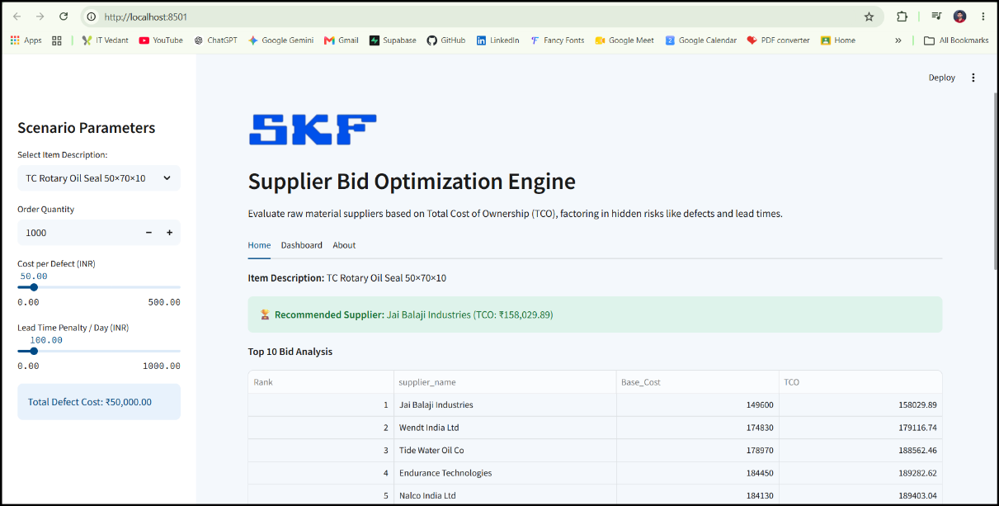 http://localhost:8501
Apps IT Vedant YouTube ChatGPT Google Gemini Gmail Supabase GitHub LinkedIn Fancy Fonts Google Meet Google Calendar PDF converter Home » All Bookmarks
Deploy
Scenario Parameters
Select Item Description:
TC Rotary Oil Seal 50×70×10
Order Quantity
1000 − +
Cost per Defect (INR)
50.00
0.00 500.00
Lead Time Penalty / Day (INR)
100.00
0.00 1000.00
Total Defect Cost: ₹50,000.00
SKF
Supplier Bid Optimization Engine
Evaluate raw material suppliers based on Total Cost of Ownership (TCO), factoring in hidden risks like defects and lead times.
Home Dashboard About
Item Description: TC Rotary Oil Seal 50×70×10
Recommended Supplier: Jai Balaji Industries (TCO: ₹158,029.89)
Top 10 Bid Analysis
Rank supplier_name Base_Cost TCO
1 Jai Balaji Industries 149600 158029.89
2 Wendt India Ltd 174830 179116.74
3 Tide Water Oil Co 178970 188562.46
4 Endurance Technologies 184450 189282.62
5 Nalco India Ltd 184130 189403.04